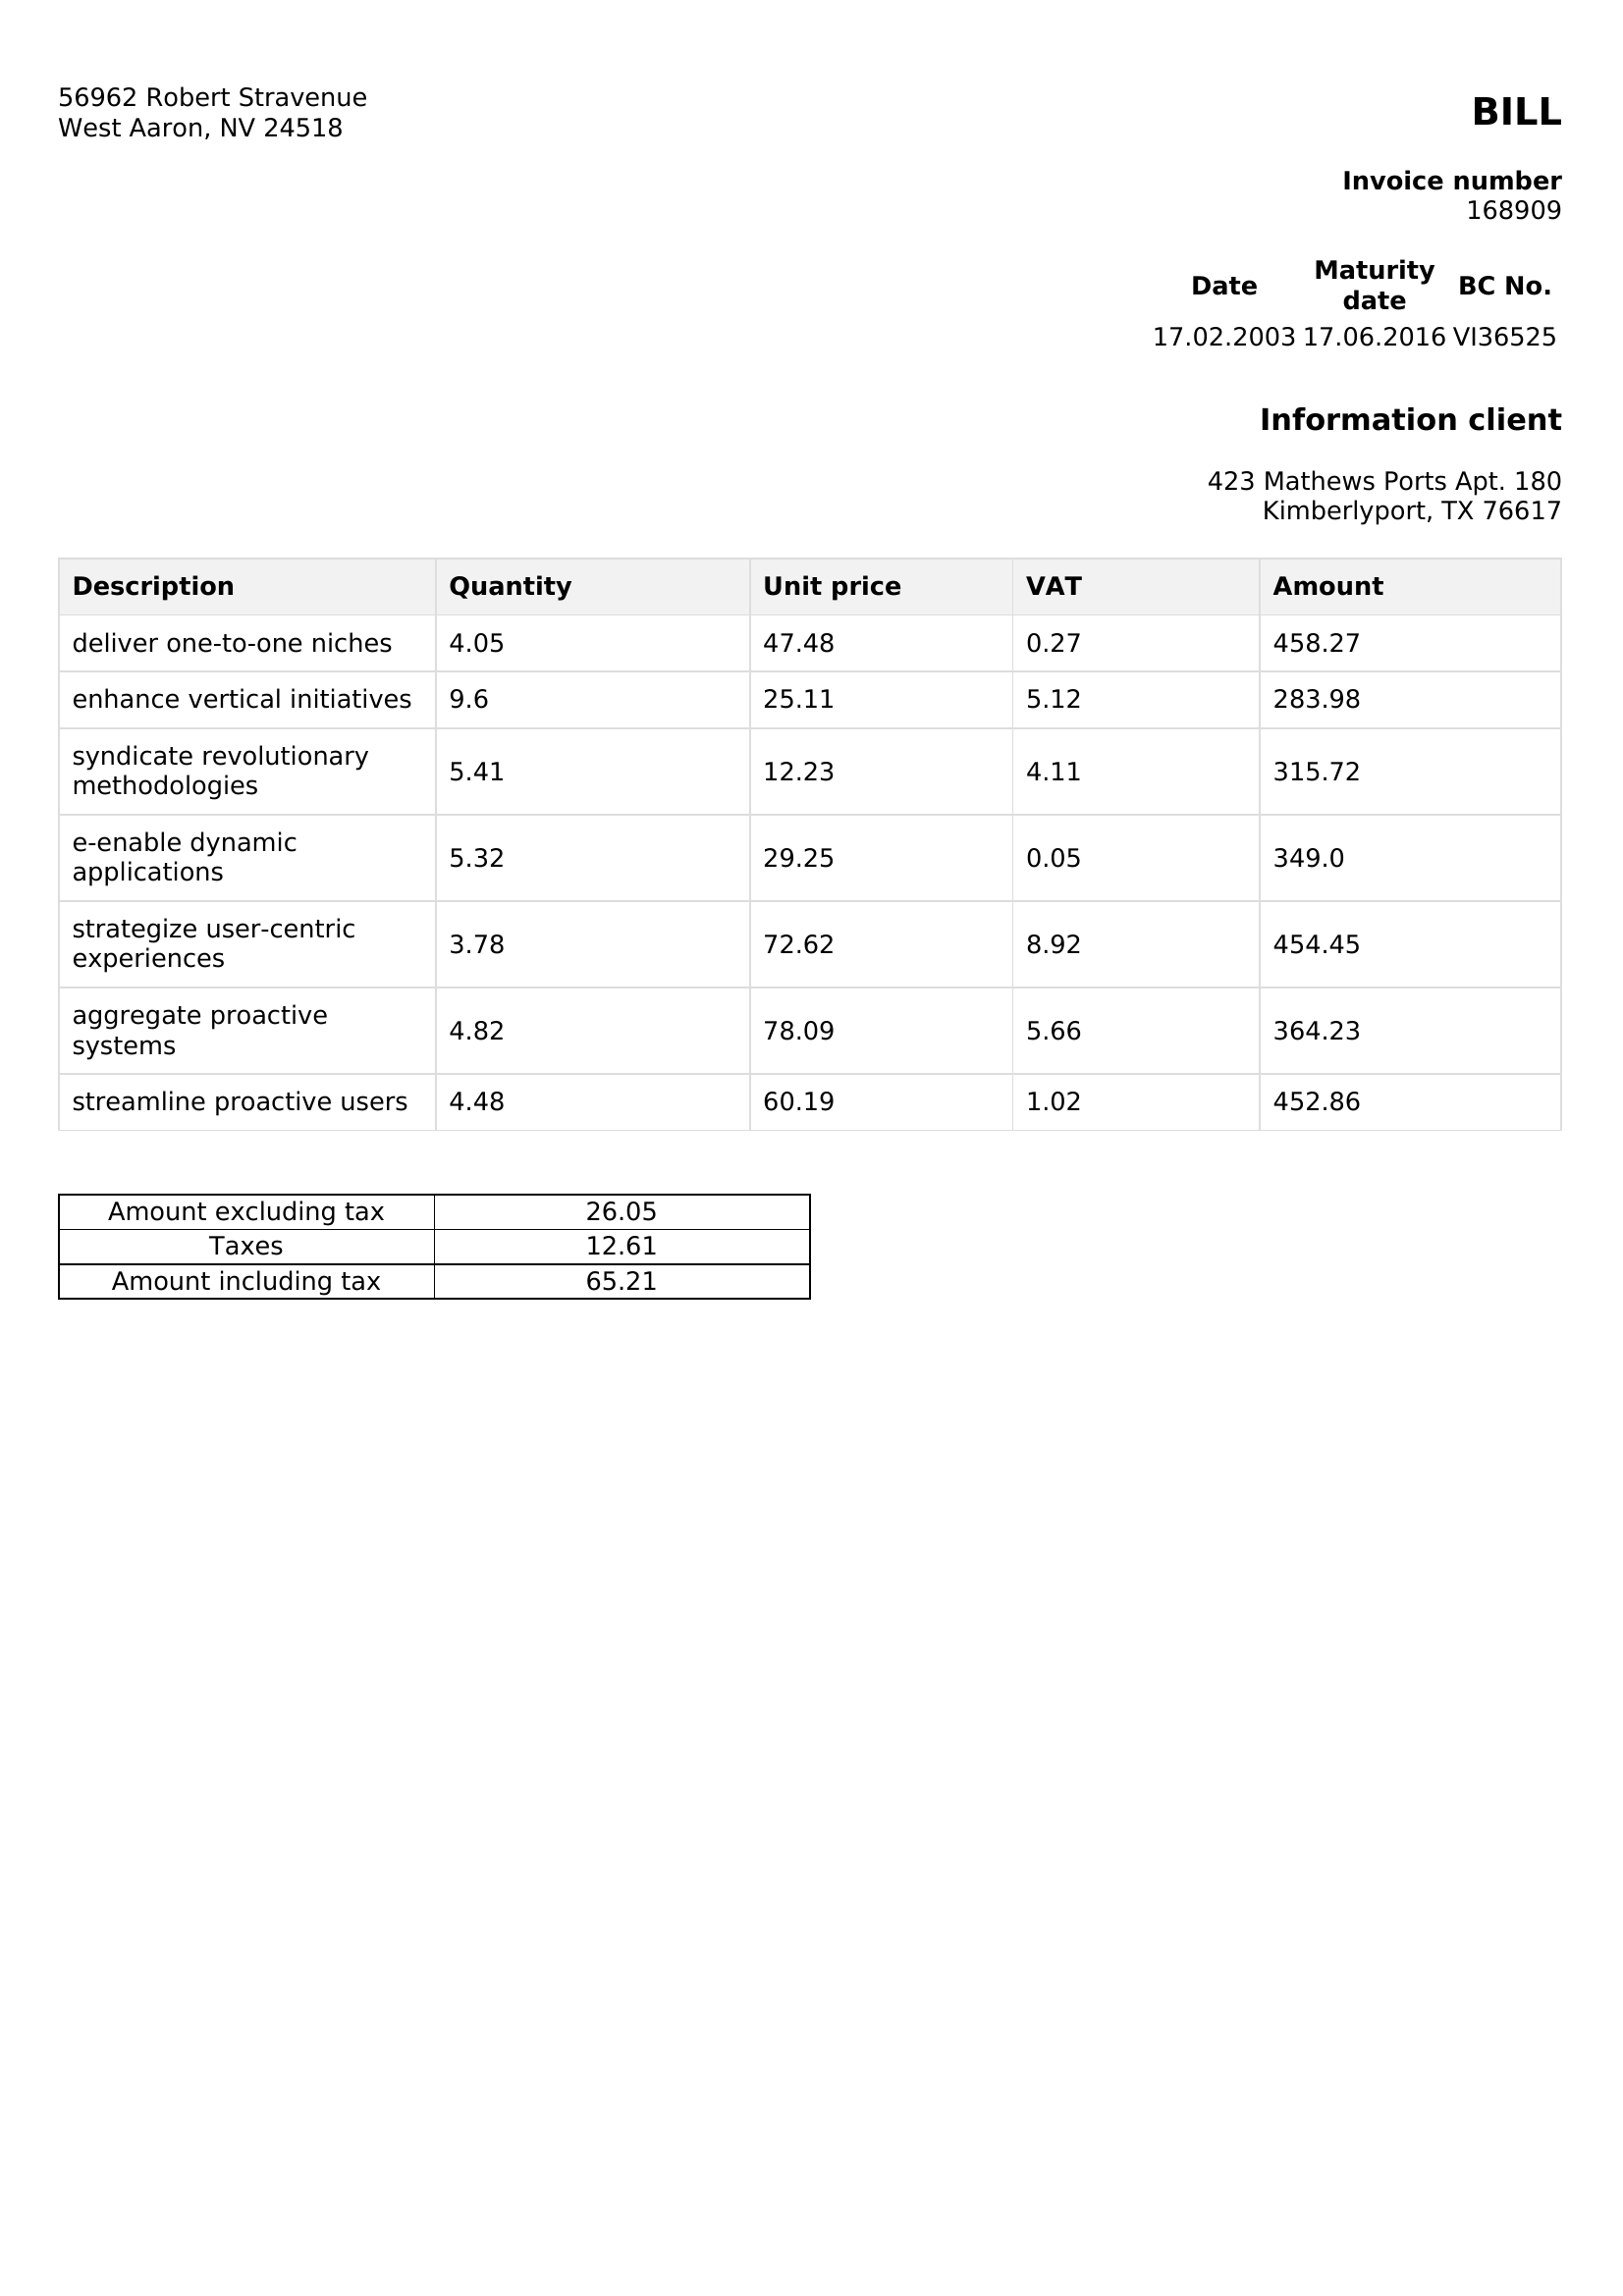 56962 Robert Stravenue
West Aaron, NV 24518
BILL
Invoice number
168909
Date Maturity date BC No.
17.02.2003 17.06.2016 VI36525
Information client
423 Mathews Ports Apt. 180
Kimberlyport, TX 76617
Description Quantity Unit price VAT Amount
deliver one-to-one niches 4.05 47.48 0.27 458.27
enhance vertical initiatives 9.6 25.11 5.12 283.98
syndicate revolutionary
methodologies 5.41 12.23 4.11 315.72
e-enable dynamic
applications 5.32 29.25 0.05 349.0
strategize user-centric
experiences 3.78 72.62 8.92 454.45
aggregate proactive
systems 4.82 78.09 5.66 364.23
streamline proactive users 4.48 60.19 1.02 452.86
Amount excluding tax 26.05
Taxes 12.61
Amount including tax 65.21